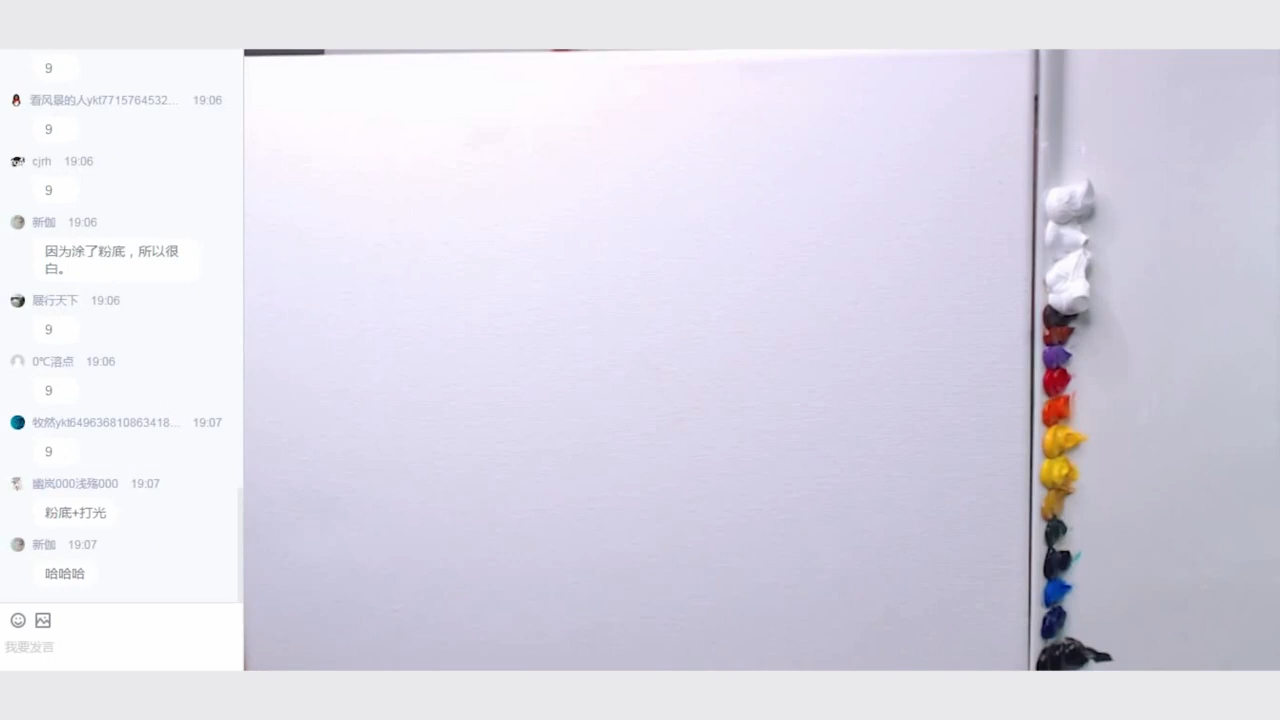 9
看风景的人ykt7715764532... 19:06
9
cjrh 19:06
9
新伽 19:06
因为涂了粉底，所以很
白。
展行天下 19:06
9
0℃沸点 19:06
9
牧然ykt649636810863418... 19:07
9
幽岚000浅殇000 19:07
粉底+打光
新伽 19:07
哈哈哈
我要发言